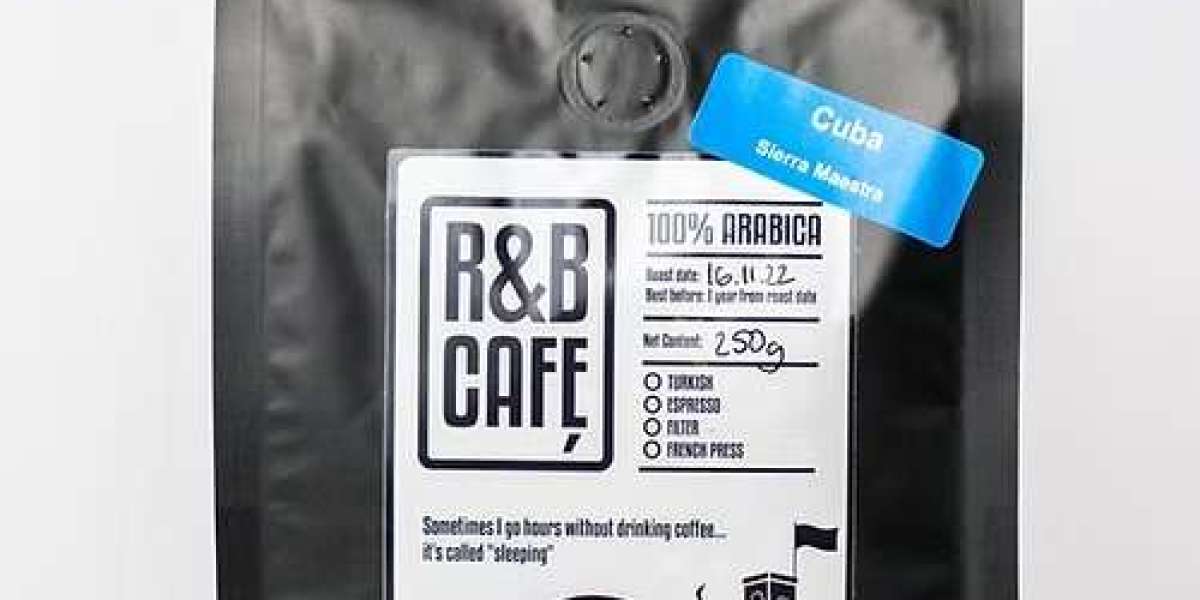 Cuba
Sierra Maestra
R&B
CAFE
100% ARABICA
Roast date: 16.11.22
Best before: 1 year from roast date
Net Content: 250g
TURKISH
ESPRESSO
FILTER
FRENCH PRESS
Sometimes I go hours without drinking coffee...
it's called "sleeping"